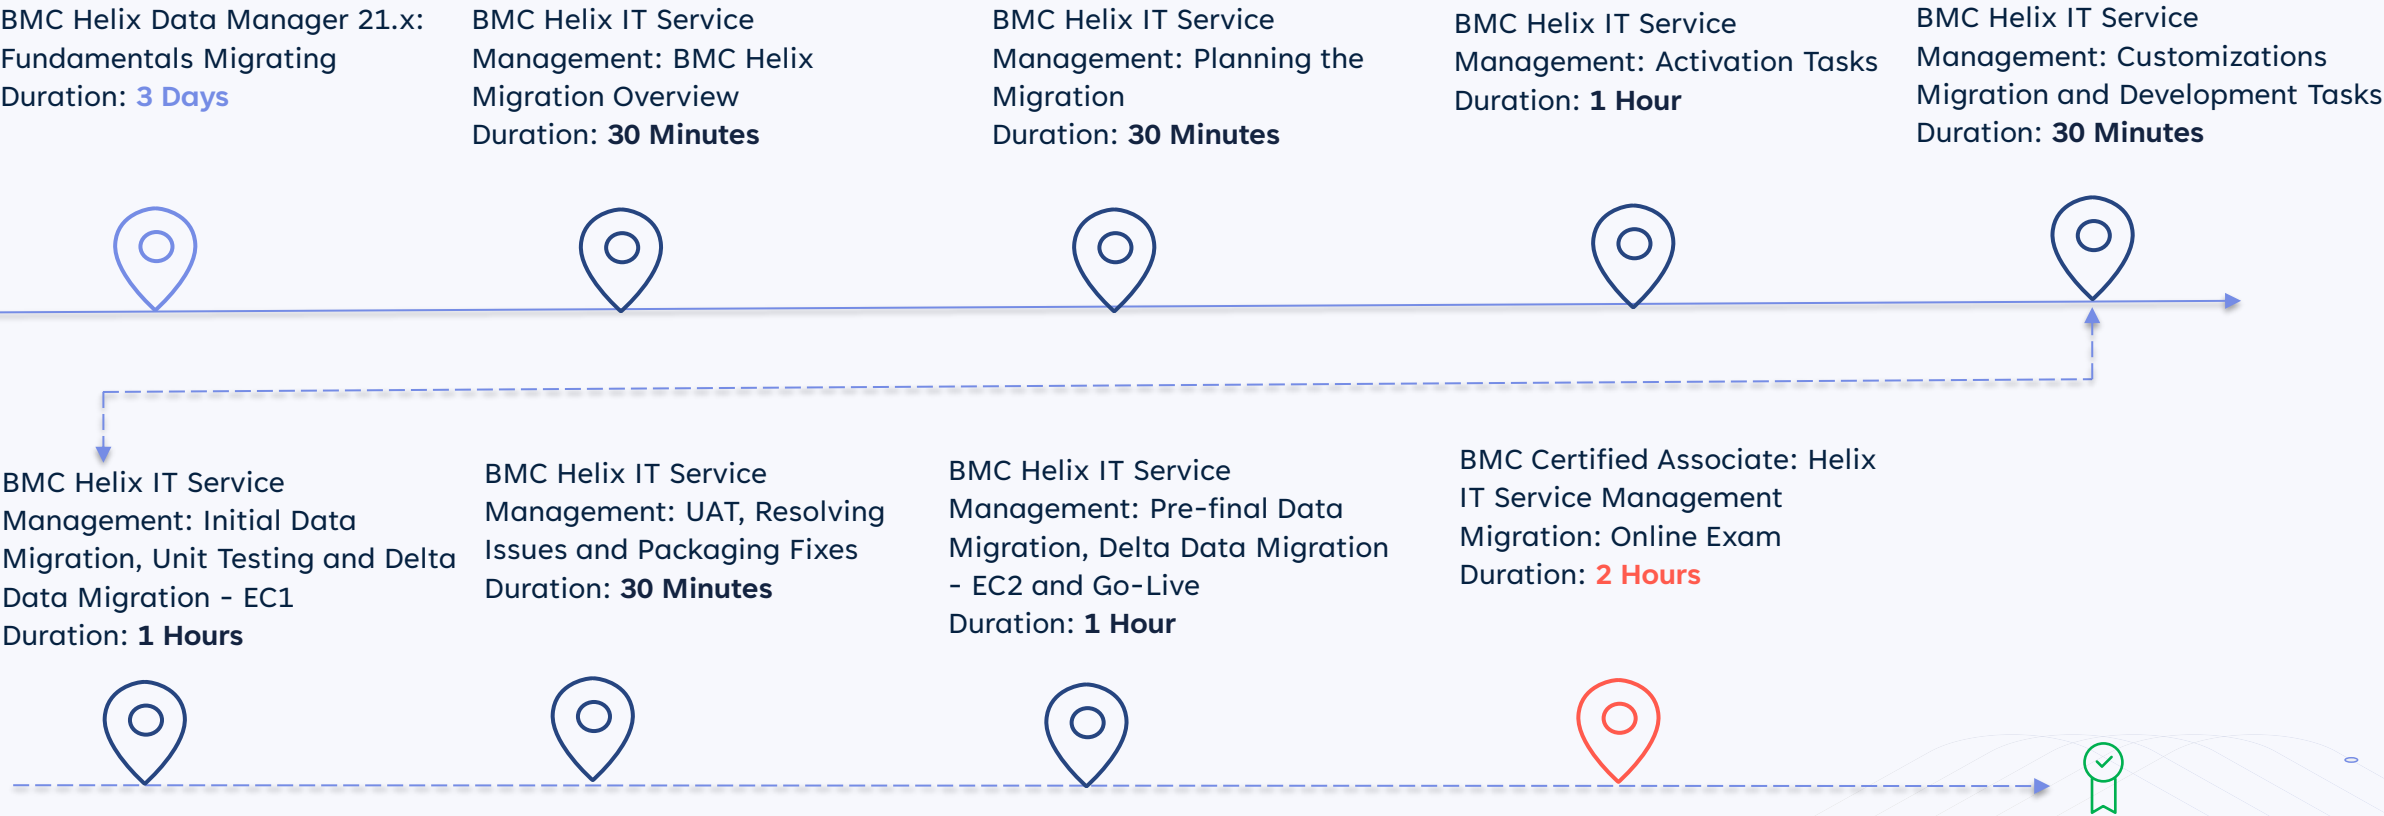 BMC Helix Data Manager 21.x:
Fundamentals Migrating
Duration: 3 Days
BMC Helix IT Service
Management: BMC Helix
Migration Overview
Duration: 30 Minutes
BMC Helix IT Service
Management: Planning the
Migration
Duration: 30 Minutes
BMC Helix IT Service
Management: Activation Tasks
Duration: 1 Hour
BMC Helix IT Service
Management: Customizations
Migration and Development Tasks
Duration: 30 Minutes
BMC Helix IT Service
Management: Initial Data
Migration, Unit Testing and Delta
Data Migration - EC1
Duration: 1 Hours
BMC Helix IT Service
Management: UAT, Resolving
Issues and Packaging Fixes
Duration: 30 Minutes
BMC Helix IT Service
Management: Pre-final Data
Migration, Delta Data Migration
- EC2 and Go-Live
Duration: 1 Hour
BMC Certified Associate: Helix
IT Service Management
Migration: Online Exam
Duration: 2 Hours